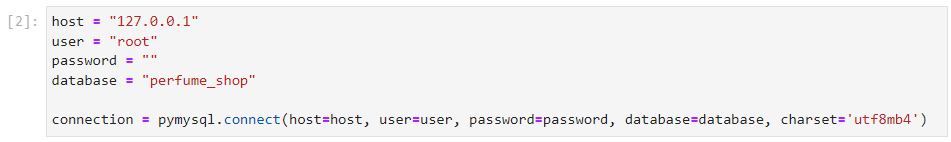 [2]:
host = "127.0.0.1"
user = "root"
password = ""
database = "perfume_shop"
connection = pymysql.connect(host=host, user=user, password=password, database=database, charset='utf8mb4')